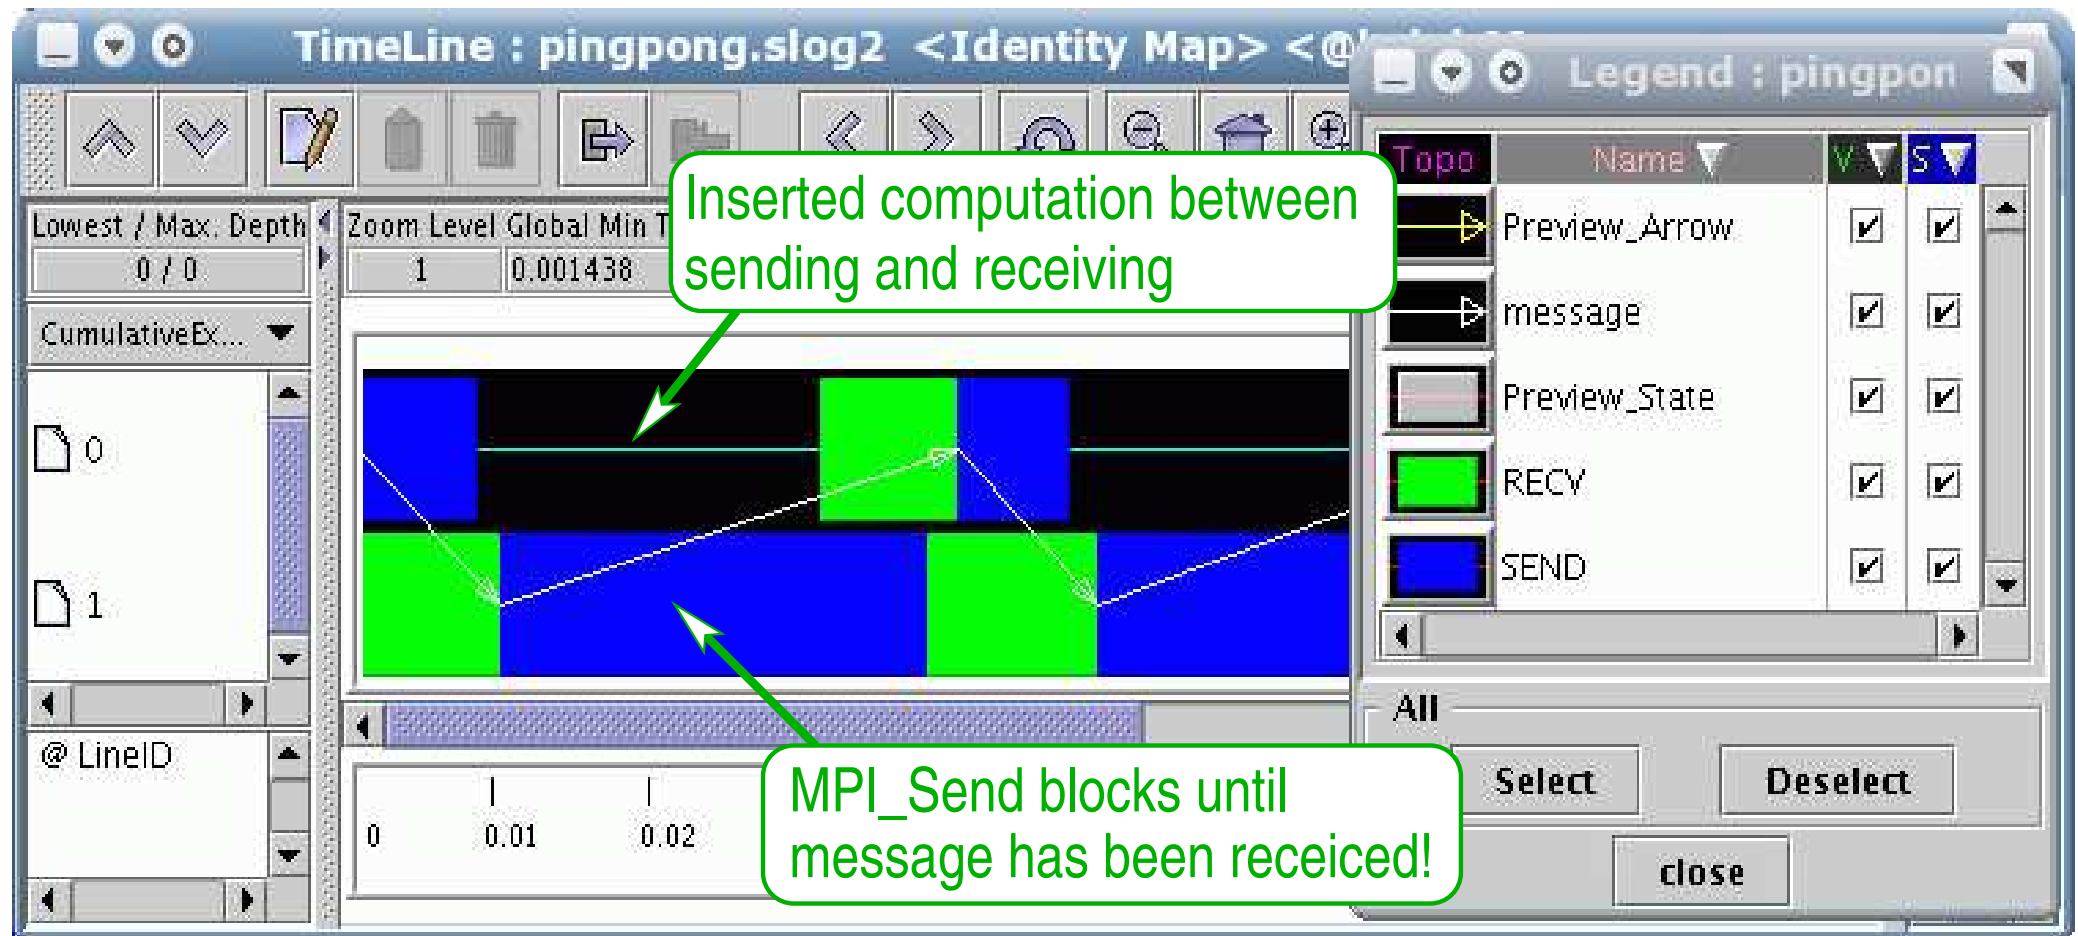 TimeLine : pingpong.slog2 <Identity Map> <@
Legend : pingpon
Topo Name V S
Lowest / Max. Depth Zoom Level Global Min T
0 / 0 1 0.001438
Inserted computation between
sending and receiving
CumulativeEx...
Preview_Arrow
message
Preview_State
RECV
SEND
0
1
@ LineID
0 0.01 0.02
MPI_Send blocks until
message has been receiced!
All
Select Deselect
close